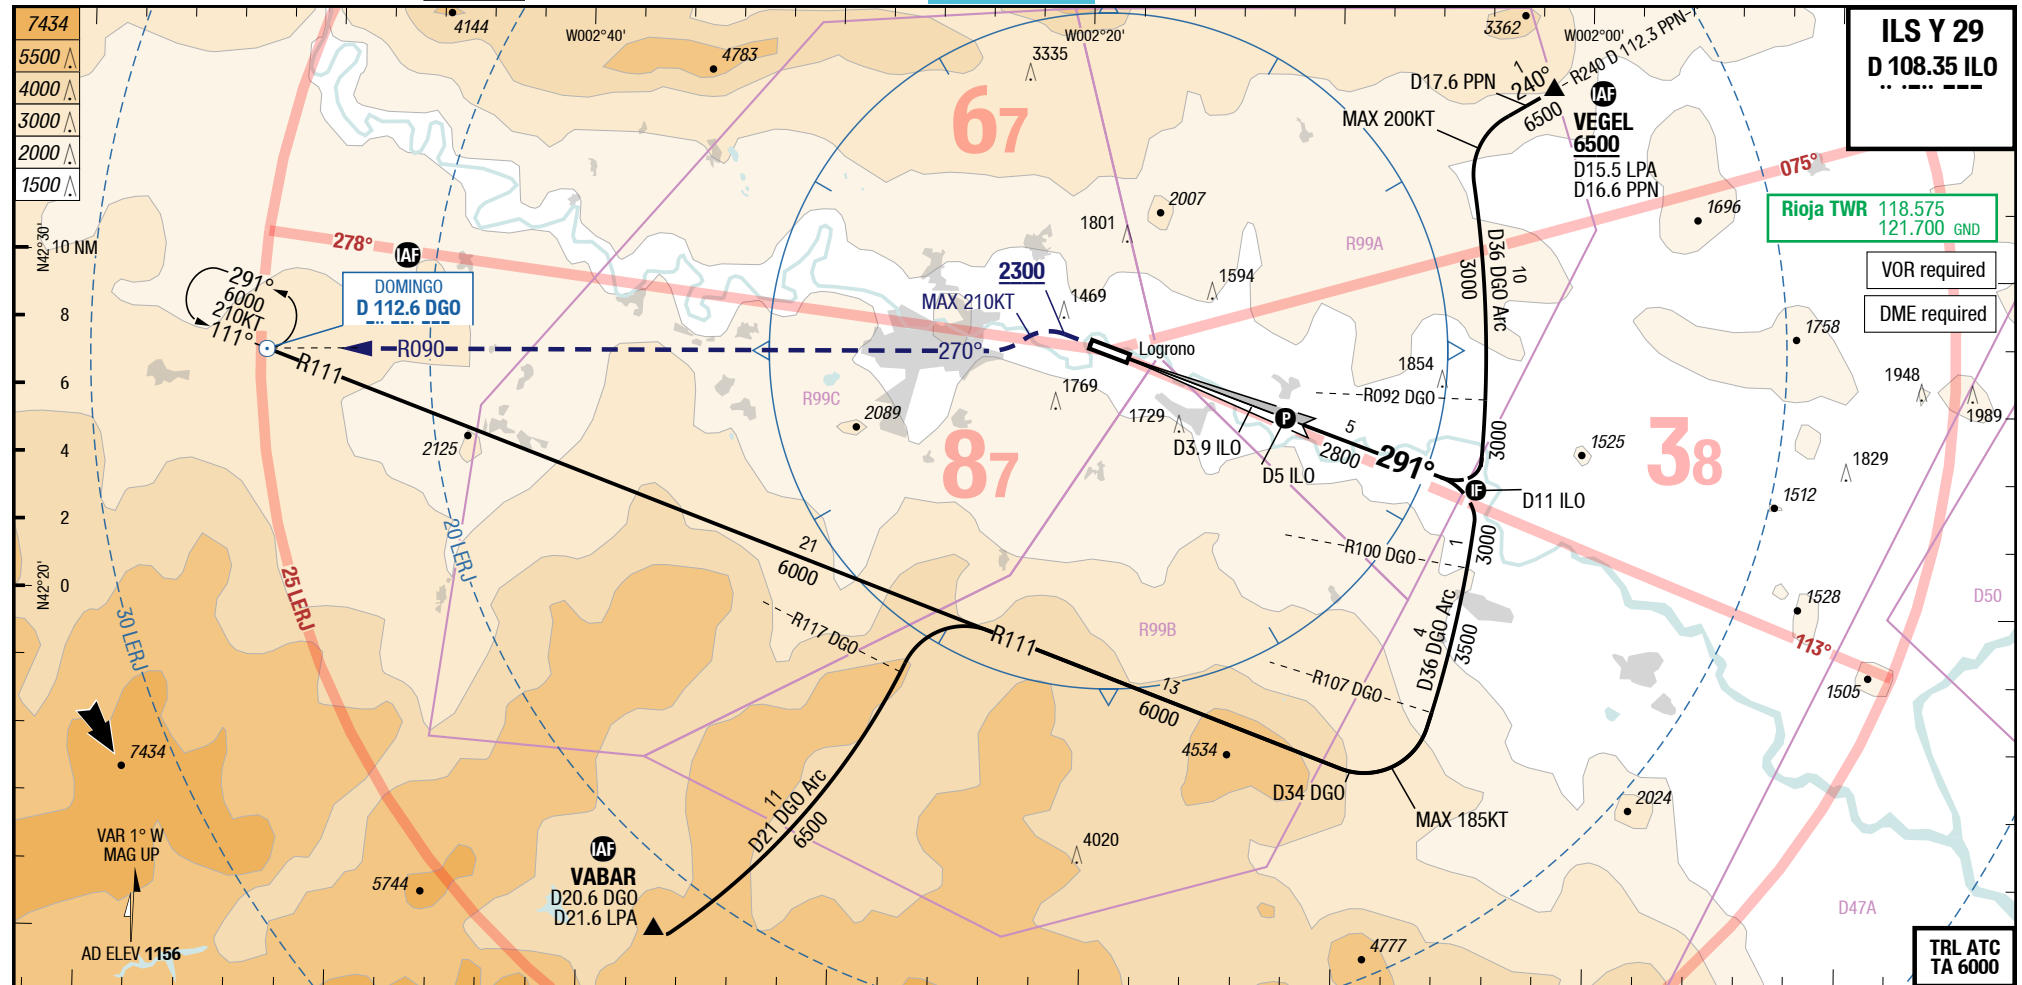 7434
5500
4000
3000
2000
1500
4144
W002°40'
4783
3335
W002°20'
3362
W002°00'
ILS Y 29
D 108.35 ILO
67
D17.6 PPN
1
240°
R240 D 112.3 PPN
MAX 200KT
6500
IAF
VEGEL
6500
D15.5 LPA
D16.6 PPN
075°
Rioja TWR 118.575
121.700 GND
VOR required
DME required
2007
1801
1696
R99A
N42°30'
10 NM
278°
IAF
DOMINGO
D 112.6 DGO
291°
6000
210KT
111°
2300
MAX 210KT
1469
1594
D36 DGO Arc
10
3000
8
R090
270°
Logrono
1758
R111
6
R99C
2089
1769
1729
1854
R092 DGO
1948
1989
P
5
D3.9 ILO
2800
291°
D5 ILO
3000
1525
38
2125
4
87
1829
IF
D11 ILO
1512
2
20 LERJ
21
6000
R100 DGO
1
3000
N42°20'
0
25 LERJ
30 LERJ
R117 DGO
R111
R99B
D36 DGO Arc
4
3500
1528
D50
113°
R107 DGO
13
6000
1505
7434
4534
D34 DGO
MAX 185KT
2024
D21 DGO Arc
11
6500
VAR 1° W
MAG UP
4020
IAF
VABAR
D20.6 DGO
D21.6 LPA
5744
D47A
AD ELEV 1156
4777
TRL ATC
TA 6000